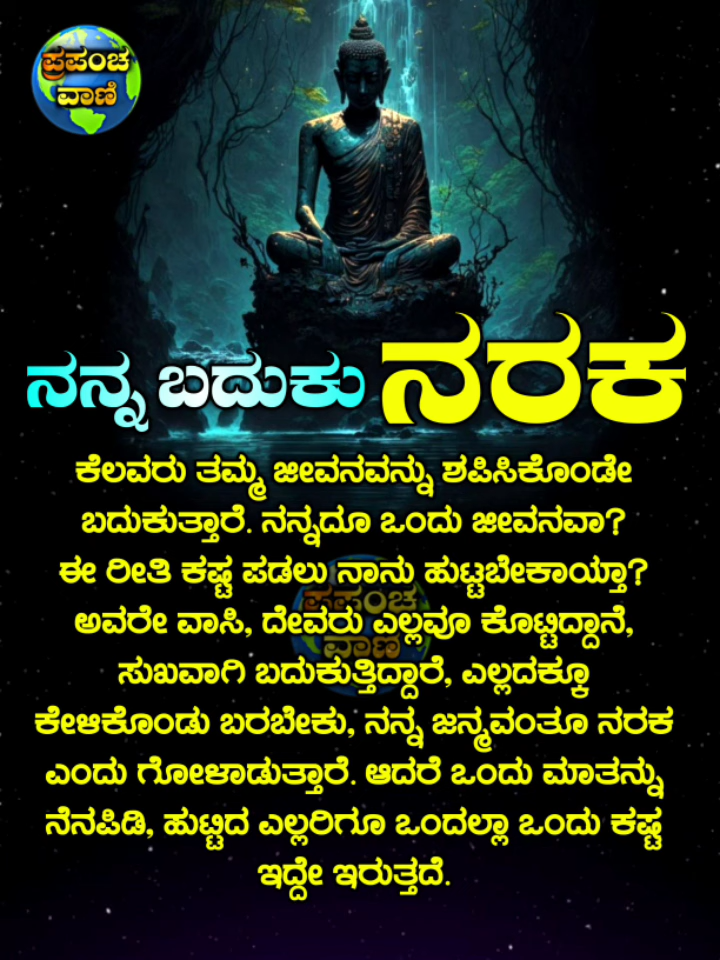 ಪ್ರಪಂಚ
ವಾಣಿ
ನನ್ನ ಬದುಕು ನರಕ
ಕೆಲವರು ತಮ್ಮ ಜೀವನವನ್ನು ಶಪಿಸಿಕೊಂಡೇ
ಬದುಕುತ್ತಾರೆ. ನನ್ನದೂ ಒಂದು ಜೀವನವಾ?
ಈ ರೀತಿ ಕಷ್ಟ ಪಡಲು ನಾನು ಹುಟ್ಟಬೇಕಾಯ್ತಾ?
ಅವರೇ ವಾಸಿ, ದೇವರು ಎಲ್ಲವೂ ಕೊಟ್ಟಿದ್ದಾನೆ,
ಸುಖವಾಗಿ ಬದುಕುತ್ತಿದ್ದಾರೆ, ಎಲ್ಲದಕ್ಕೂ
ಕೇಳಿಕೊಂಡು ಬರಬೇಕು, ನನ್ನ ಜನ್ಮವಂತೂ ನರಕ
ಎಂದು ಗೋಳಾಡುತ್ತಾರೆ. ಆದರೆ ಒಂದು ಮಾತನ್ನು
ನೆನಪಿಡಿ, ಹುಟ್ಟಿದ ಎಲ್ಲರಿಗೂ ಒಂದಲ್ಲಾ ಒಂದು ಕಷ್ಟ
ಇದ್ದೇ ಇರುತ್ತದೆ.
ಪ್ರಪಂಚ
ವಾಣಿ